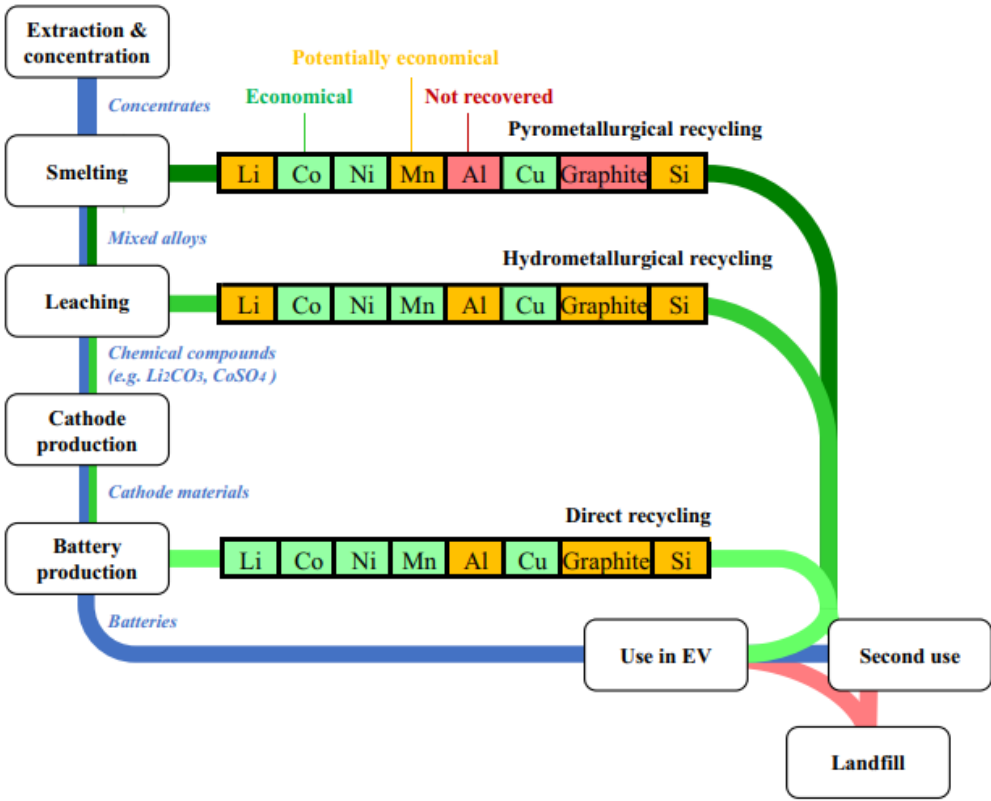 Extraction &
concentration
Potentially economical
Concentrates
Economical
Not recovered
Pyrometallurgical recycling
Smelting
Li Co Ni Mn Al Cu Graphite Si
Mixed alloys
Hydrometallurgical recycling
Leaching
Li Co Ni Mn Al Cu Graphite Si
Chemical compounds
(e.g. Li2CO3, CoSO4 )
Cathode
production
Cathode materials
Direct recycling
Battery
production
Li Co Ni Mn Al Cu Graphite Si
Batteries
Use in EV
Second use
Landfill